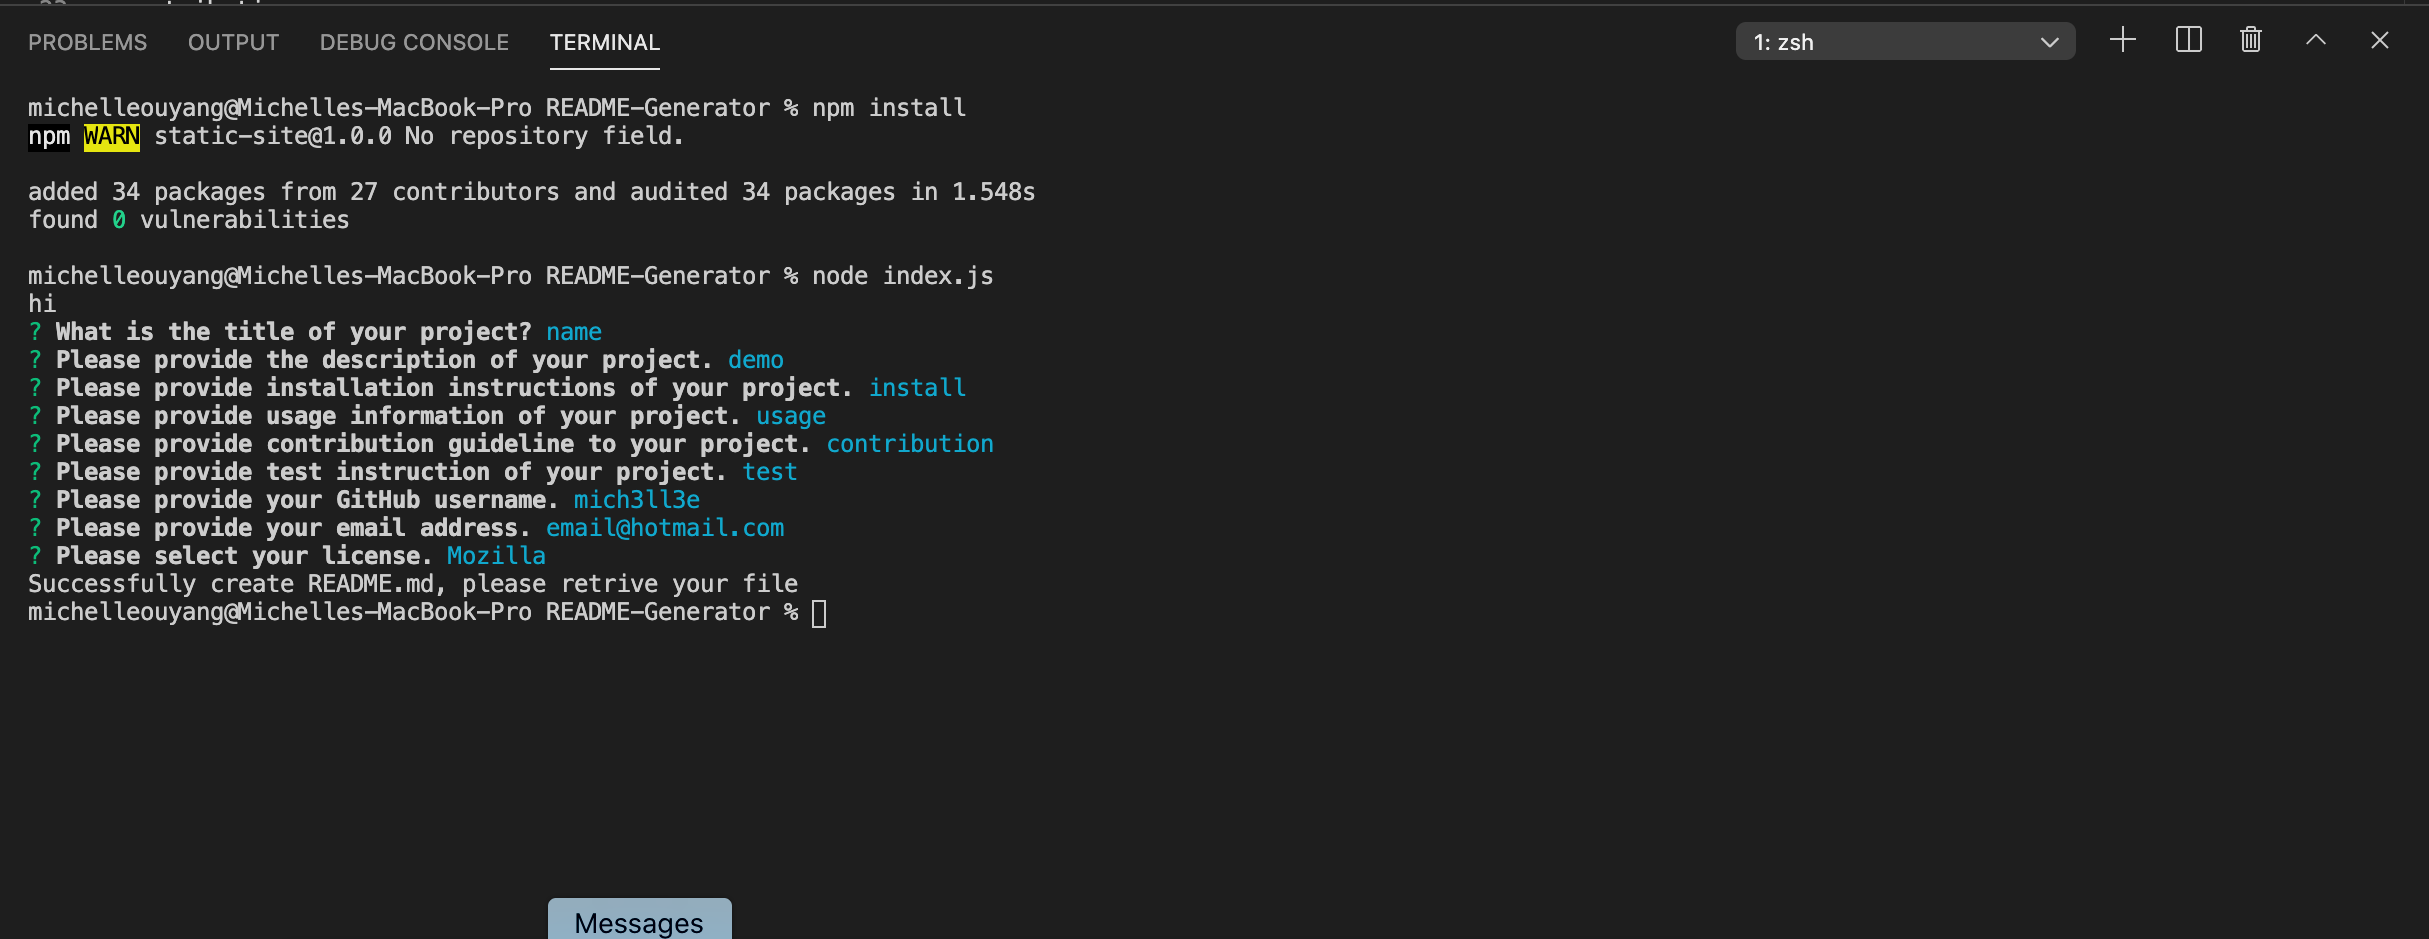 PROBLEMS OUTPUT DEBUG CONSOLE TERMINAL 1: zsh
michelleouyang@Michelles-MacBook-Pro README-Generator % npm install
npm WARN static-site@1.0.0 No repository field.
added 34 packages from 27 contributors and audited 34 packages in 1.548s
found 0 vulnerabilities
michelleouyang@Michelles-MacBook-Pro README-Generator % node index.js
hi
? What is the title of your project? name
? Please provide the description of your project. demo
? Please provide installation instructions of your project. install
? Please provide usage information of your project. usage
? Please provide contribution guideline to your project. contribution
? Please provide test instruction of your project. test
? Please provide your GitHub username. mich3ll3e
? Please provide your email address. email@hotmail.com
? Please select your license. Mozilla
Successfully create README.md, please retrive your file
michelleouyang@Michelles-MacBook-Pro README-Generator %
Messages